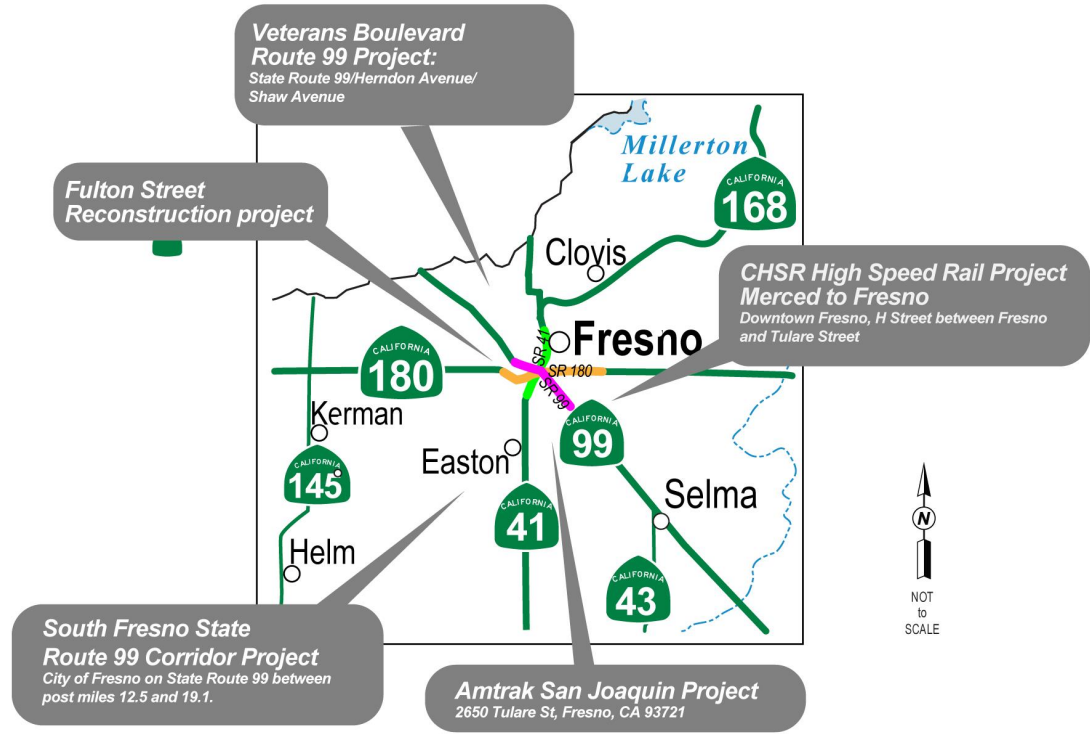 Veterans Boulevard
Route 99 Project:
State Route 99/Herndon Avenue/
Shaw Avenue
Millerton
Lake
CALIFORNIA
168
Fulton Street
Reconstruction project
Clovis
CHSR High Speed Rail Project
Merced to Fresno
Downtown Fresno, H Street between Fresno
and Tulare Street
SR 41
Fresno
CALIFORNIA
180
SR 180
SR 99
Kerman
CALIFORNIA
99
Easton
CALIFORNIA
145
Selma
CALIFORNIA
41
N
Helm
CALIFORNIA
43
NOT
to
SCALE
South Fresno State
Route 99 Corridor Project
City of Fresno on State Route 99 between
post miles 12.5 and 19.1.
Amtrak San Joaquin Project
2650 Tulare St, Fresno, CA 93721